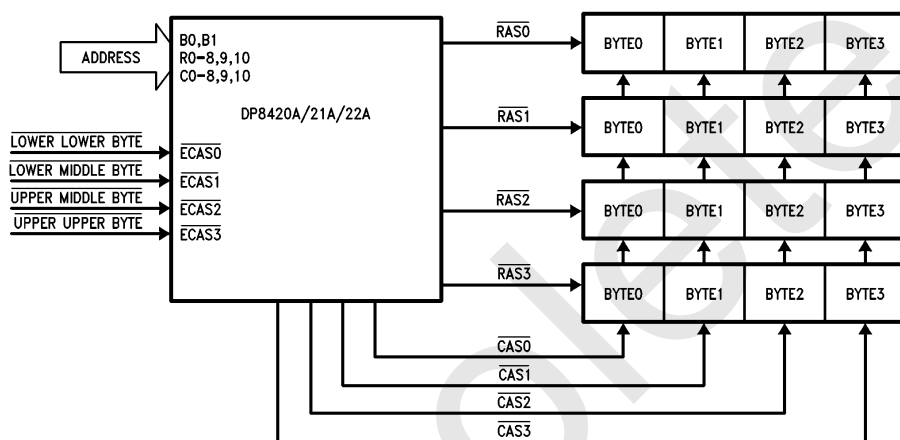 RAS0
BYTE0 BYTE1 BYTE2 BYTE3
ADDRESS
B0,B1
R0-8,9,10
C0-8,9,10
DP8420A/21A/22A
RAS1
BYTE0 BYTE1 BYTE2 BYTE3
LOWER LOWER BYTE
ECAS0
LOWER MIDDLE BYTE
ECAS1
UPPER MIDDLE BYTE
ECAS2
UPPER UPPER BYTE
ECAS3
RAS2
BYTE0 BYTE1 BYTE2 BYTE3
RAS3
BYTE0 BYTE1 BYTE2 BYTE3
CAS0
CAS1
CAS2
CAS3
olete